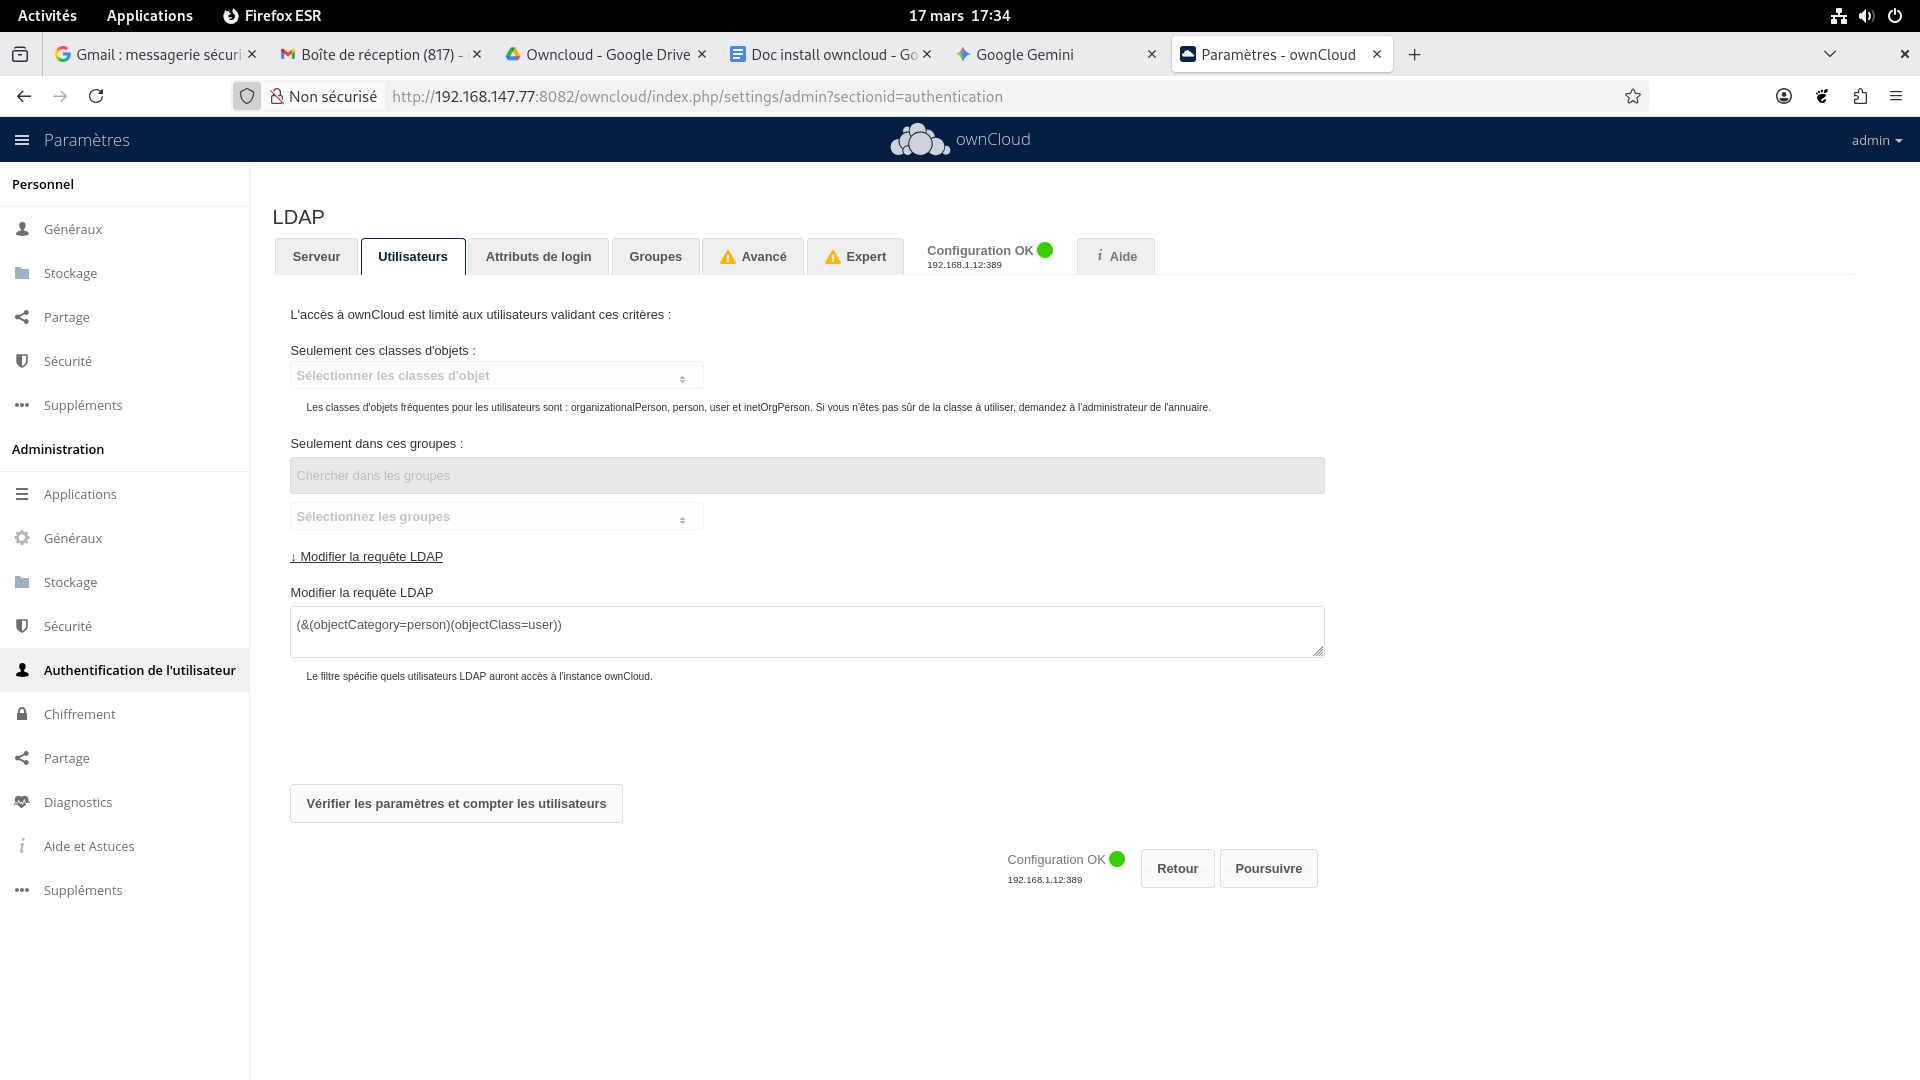 Activités Applications Firefox ESR 17 mars 17:34
Gmail : messagerie sécuri Boîte de réception (817) - Owncloud - Google Drive Doc install owncloud - Go Google Gemini Paramètres - ownCloud
Non sécurisé http://192.168.147.77:8082/owncloud/index.php/settings/admin?sectionid=authentication
Paramètres ownCloud admin
Personnel
Généraux
Stockage
Partage
Sécurité
Suppléments
Administration
Applications
Généraux
Stockage
Sécurité
Authentification de l'utilisateur
Chiffrement
Partage
Diagnostics
Aide et Astuces
Suppléments
LDAP
Serveur Utilisateurs Attributs de login Groupes Avancé Expert Configuration OK i Aide
192.168.1.12:389
L'accès à ownCloud est limité aux utilisateurs validant ces critères :
Seulement ces classes d'objets :
Sélectionner les classes d'objet
Les classes d'objets fréquentes pour les utilisateurs sont : organizationalPerson, person, user et inetOrgPerson. Si vous n'êtes pas sûr de la classe à utiliser, demandez à l'administrateur de l'annuaire.
Seulement dans ces groupes :
Chercher dans les groupes
Sélectionnez les groupes
↓ Modifier la requête LDAP
Modifier la requête LDAP
(&(objectCategory=person)(objectClass=user))
Le filtre spécifie quels utilisateurs LDAP auront accès à l'instance ownCloud.
Vérifier les paramètres et compter les utilisateurs
Configuration OK Retour Poursuivre
192.168.1.12:389